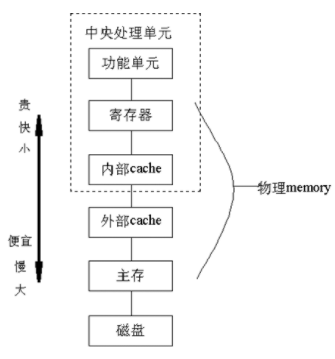 中央处理单元
功能单元
贵
快
小
寄存器
内部cache
物理memory
外部cache
便宜
慢
大
主存
磁盘